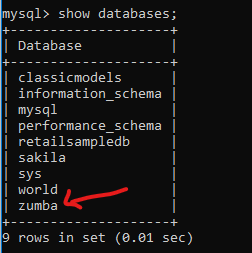 mysql> show databases;
+--------------------+
| Database           |
+--------------------+
| classicmodels      |
| information_schema |
| mysql              |
| performance_schema |
| retailsampledb     |
| sakila             |
| sys                |
| world              |
| zumba              |
+--------------------+
9 rows in set (0.01 sec)